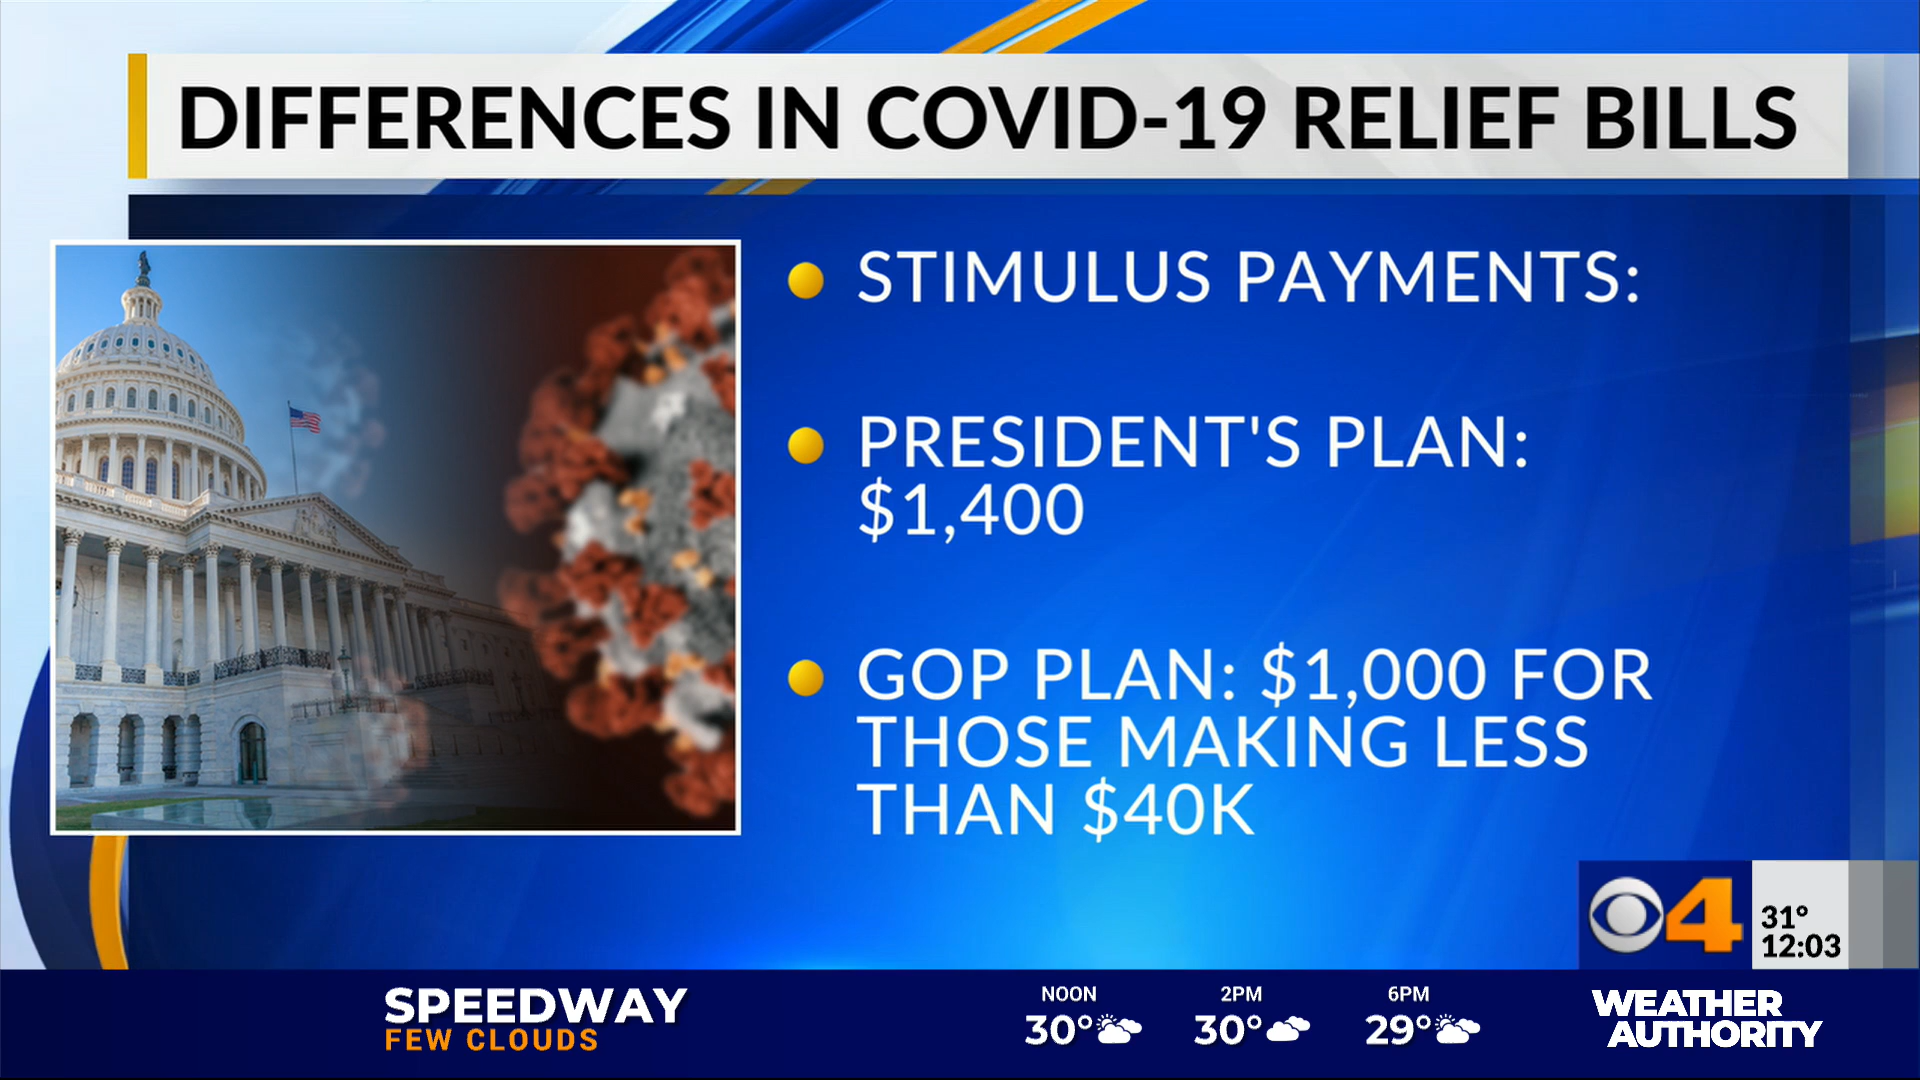 DIFFERENCES IN COVID-19 RELIEF BILLS
STIMULUS PAYMENTS:
PRESIDENT'S PLAN:
$1,400
GOP PLAN: $1,000 FOR
THOSE MAKING LESS
THAN $40K
4
31°
12:03
SPEEDWAY
FEW CLOUDS
NOON
30°
2PM
30°
6PM
29°
WEATHER
AUTHORITY